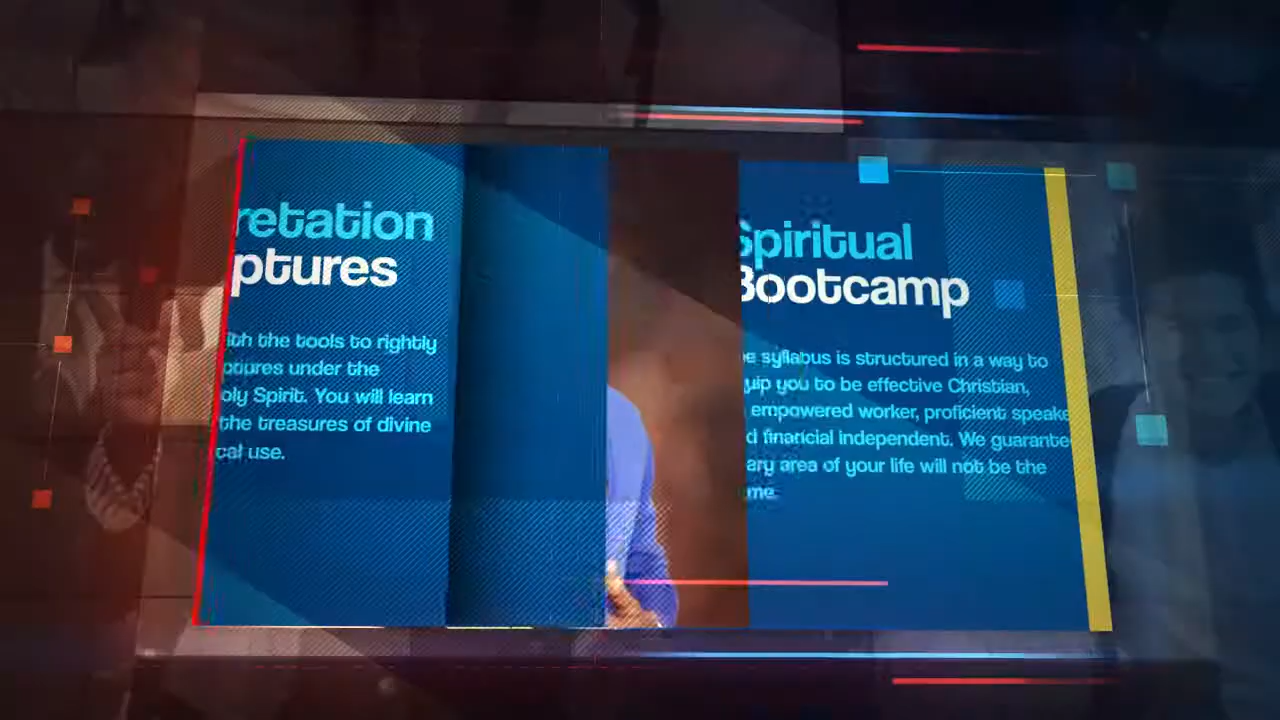 retation
ptures
ith the tools to rightly
ptures under the
oly Spirit. You will learn
the treasures of divine
cal use.
Spiritual
Bootcamp
e syllabus is structured in a way to
uip you to be effective Christian,
empowered worker, proficient speake
d financial independent. We guarante
ery area of your life will not be the
me.